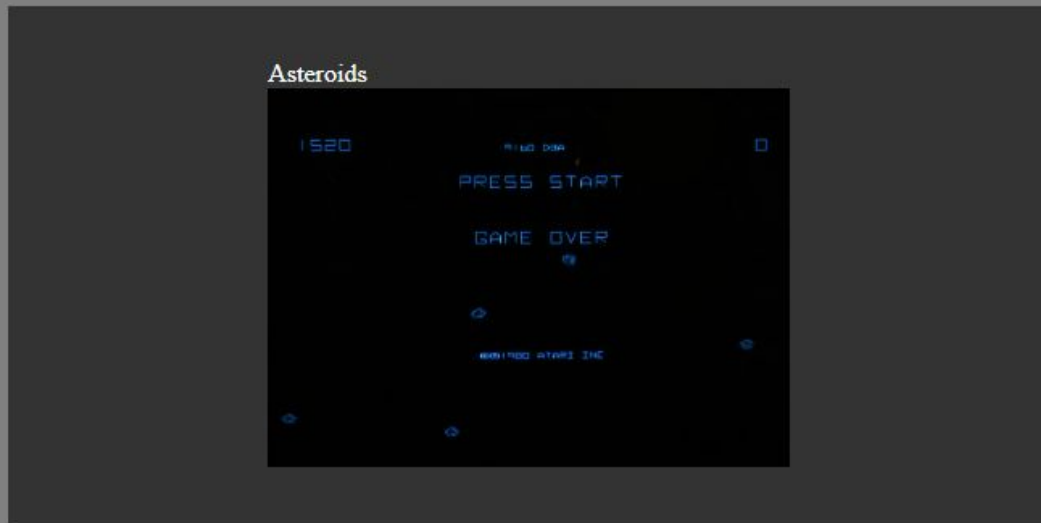 Asteroids
1520
0
PRESS START
GAME OVER
1980 ATARI INC